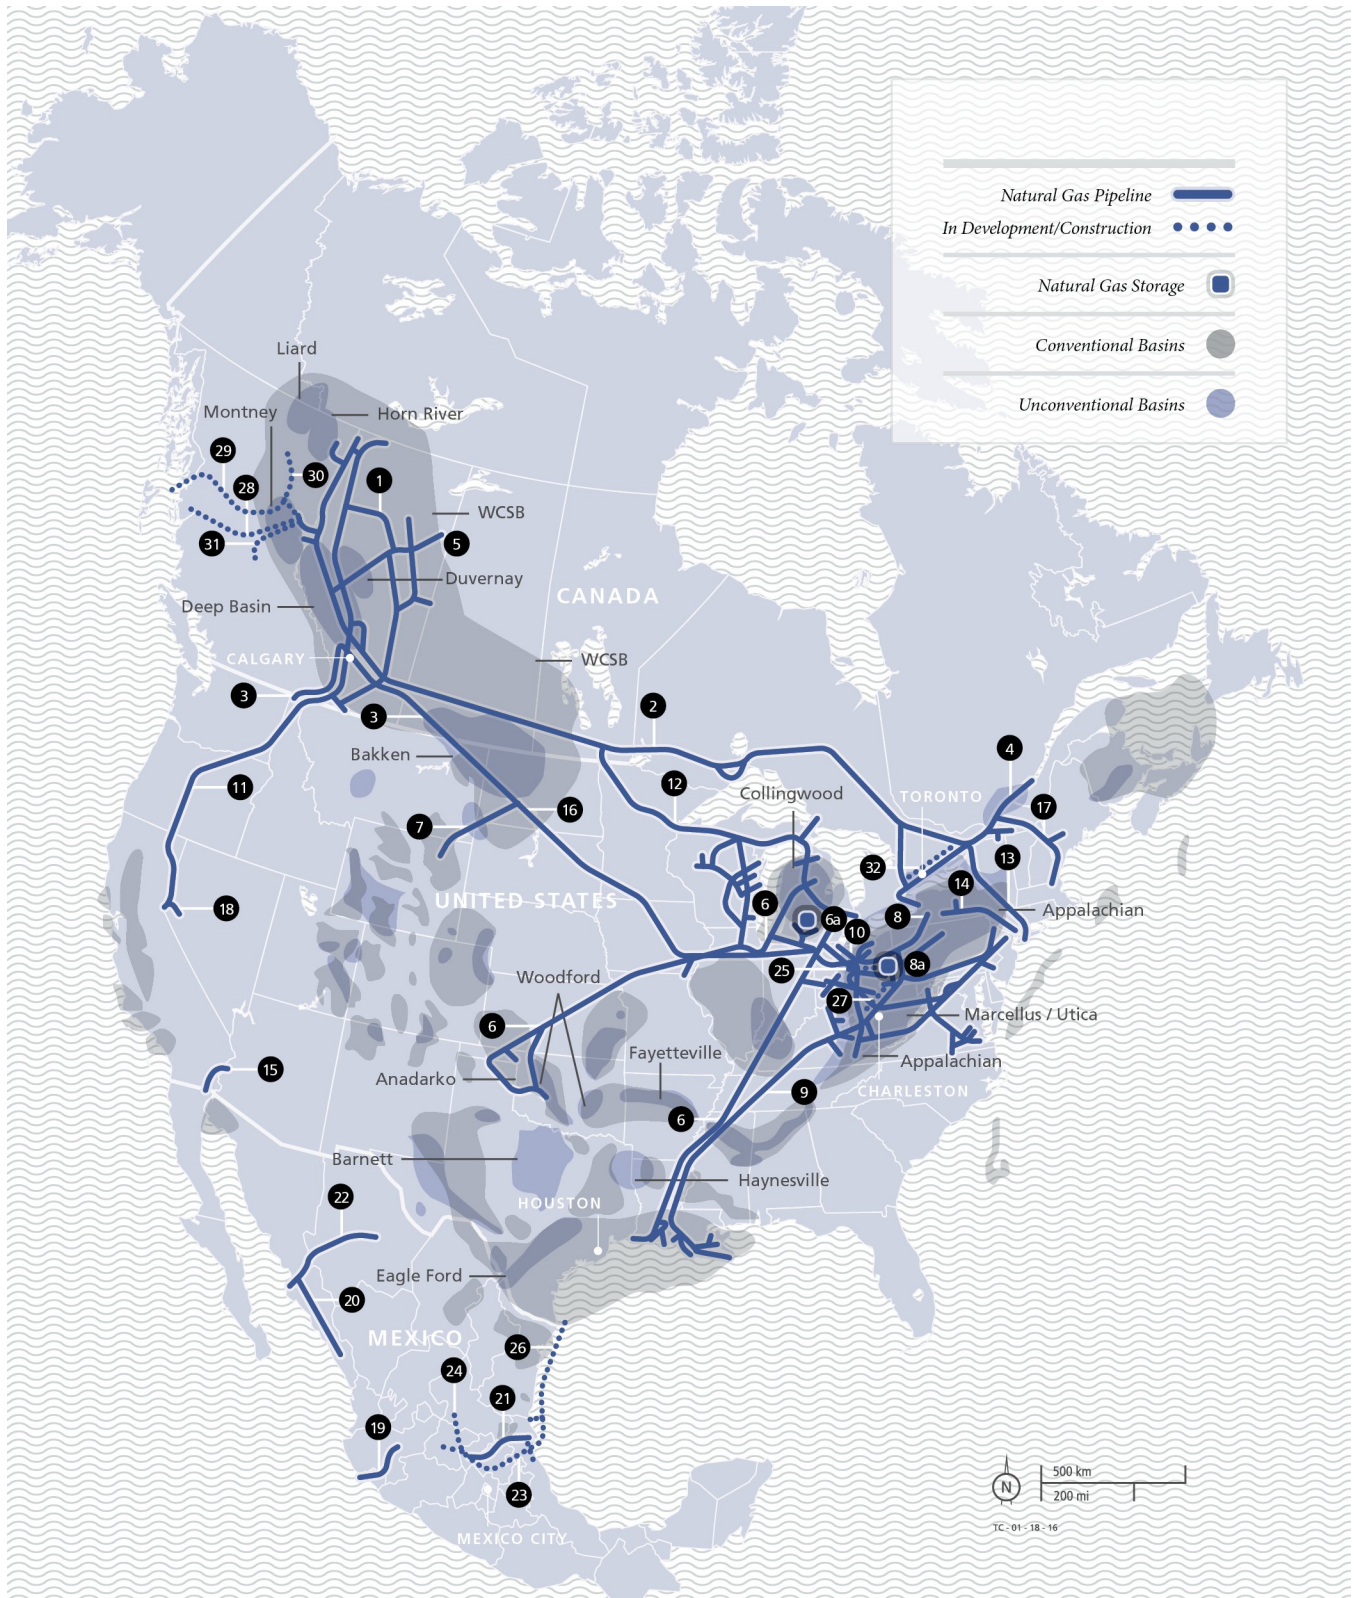 Natural Gas Pipeline
In Development/Construction
Natural Gas Storage
Conventional Basins
Unconventional Basins
Liard
Montney
Horn River
29
28
30
1
WCSB
31
5
Duvernay
CANADA
Deep Basin
CALGARY
WCSB
3
3
2
Bakken
4
11
12
Collingwood
TORONTO
16
17
7
32
13
14
UNITED STATES
18
6
6a
8
Appalachian
10
25
8a
Woodford
27
6
Marcellus / Utica
Fayetteville
Appalachian
15
Anadarko
9
CHARLESTON
6
Barnett
Haynesville
22
HOUSTON
Eagle Ford
20
MEXICO
26
24
21
19
23
MEXICO CITY
N
500 km
200 mi
TC - 01 - 18 - 16